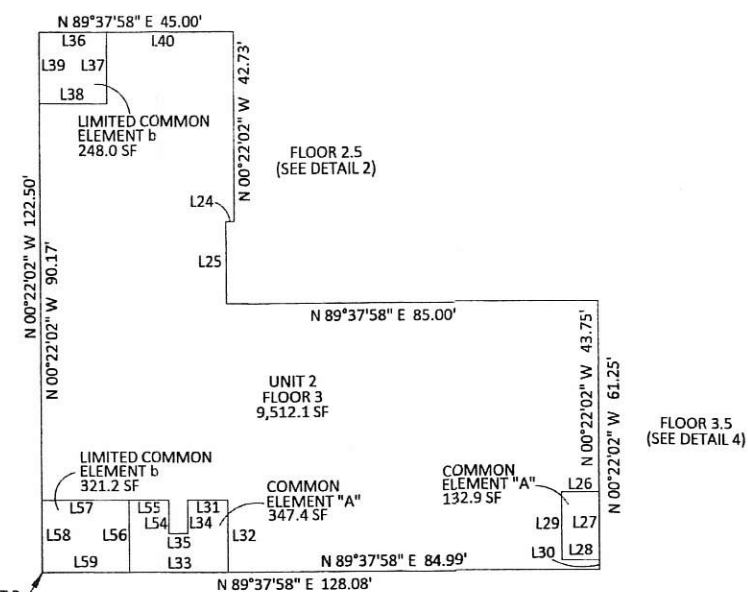 N 89°37'58" E 45.00'
L36
L40
L39
L37
L38
N 00°22'02" W 42.73'
LIMITED COMMON
ELEMENT b
248.0 SF
FLOOR 2.5
(SEE DETAIL 2)
L24
L25
N 00°22'02" W 122.50'
N 00°22'02" W 90.17'
N 89°37'58" E 85.00'
N 00°22'02" W 43.75'
N 00°22'02" W 61.25'
UNIT 2
FLOOR 3
9,512.1 SF
FLOOR 3.5
(SEE DETAIL 4)
LIMITED COMMON
ELEMENT b
321.2 SF
COMMON
ELEMENT "A"
347.4 SF
COMMON
ELEMENT "A"
132.9 SF
L26
L57
L55
L31
L58
L56
L54
L34
L32
L29
L27
L35
L59
L33
L30
L28
N 89°37'58" E 84.99'
N 89°37'58" E 128.08'